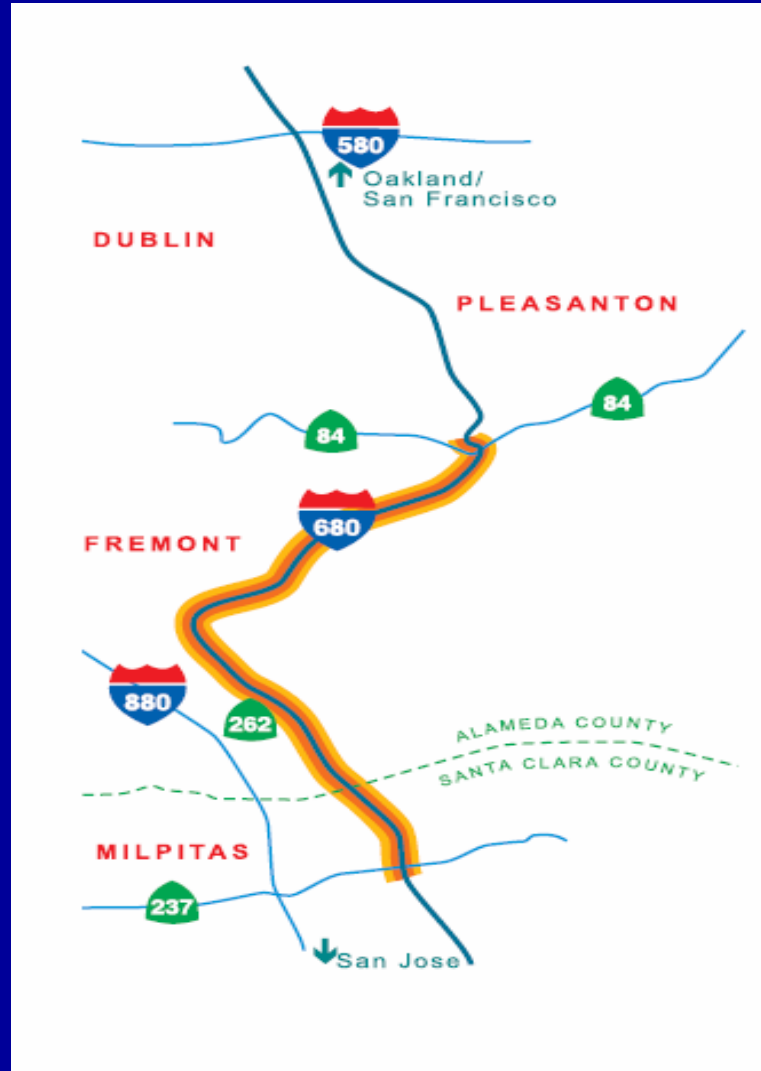 580
Oakland/
San Francisco
DUBLIN
PLEASANTON
84
84
680
FREMONT
880
262
ALAMEDA COUNTY
SANTA CLARA COUNTY
MILPITAS
237
San Jose